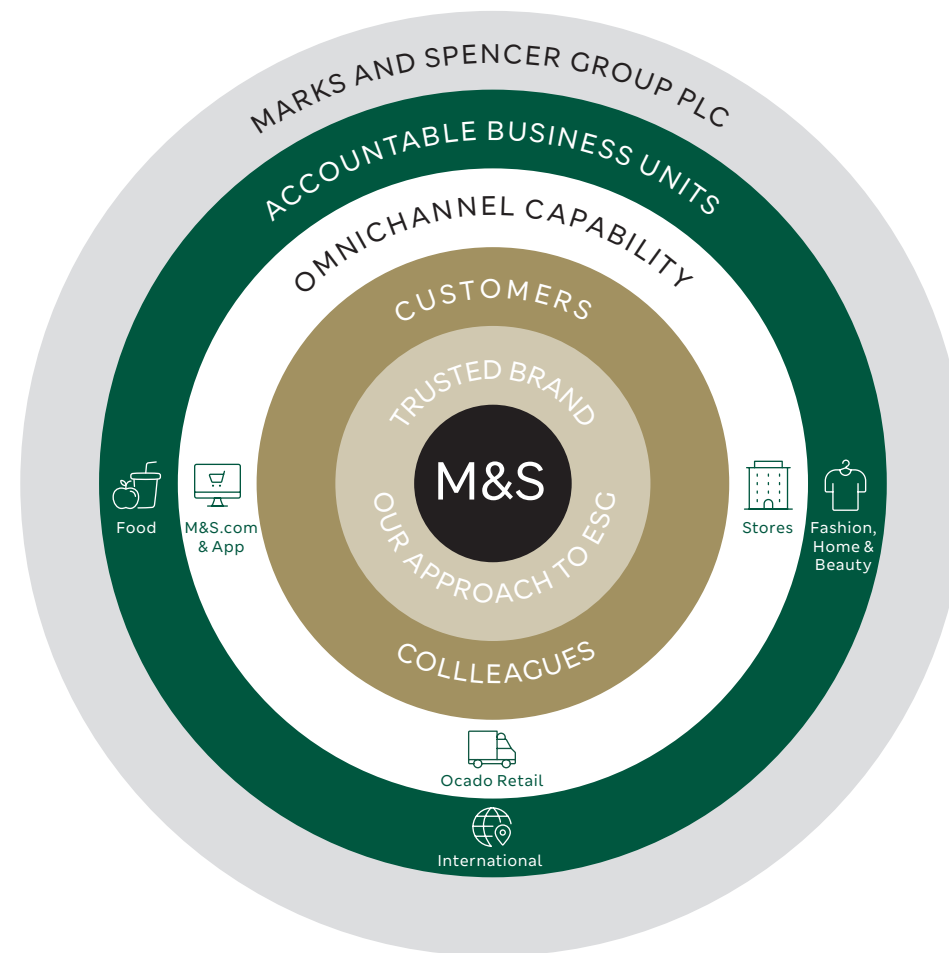 MARKS AND SPENCER GROUP PLC
ACCOUNTABLE BUSINESS UNITS
OMNICHANNEL CAPABILITY
CUSTOMERS
TRUSTED BRAND
M&S
OUR APPROACH TO ESG
COLLLEAGUES
Food
M&S.com
& App
Stores
Fashion,
Home &
Beauty
Ocado Retail
International